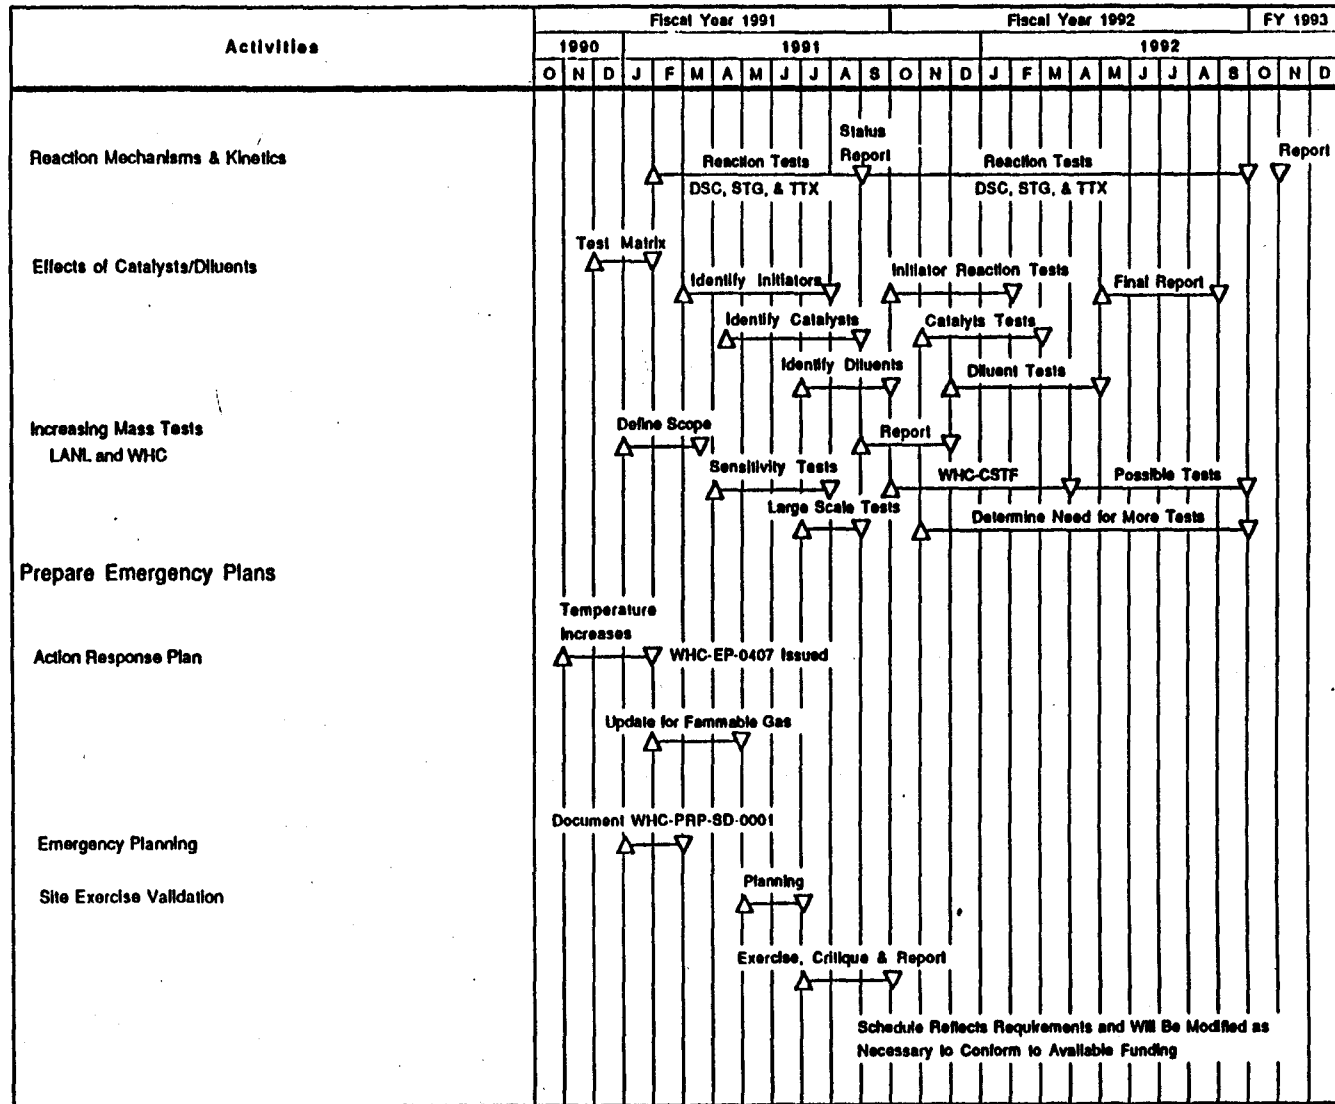 Activities
Fiscal Year 1991
Fiscal Year 1992
FY 1993
1990
1991
1992
O N D J F M A M J J A S O N D J F M A M J J A S O N D
Reaction Mechanisms & Kinetics
Reaction Tests
DSC, STG, & TTX
Status
Report
Reaction Tests
DSC, STG, & TTX
Report
Effects of Catalysts/Diluents
Test Matrix
Identify Initiators
Initiator Reaction Tests
Final Report
Identify Catalysts
Catalyts Tests
Identify Diluents
Diluent Tests
Increasing Mass Tests
LANL and WHC
Define Scope
Report
Sensitivity Tests
WHC-CSTF
Possible Tests
Large Scale Tests
Determine Need for More Tests
Prepare Emergency Plans
Temperature
Increases
Action Response Plan
WHC-EP-0407 Issued
Update for Fammable Gas
Document WHC-PRP-SD-0001
Emergency Planning
Site Exercise Validation
Planning
Exercise, Critique & Report
Schedule Reflects Requirements and Will Be Modified as
Necessary to Conform to Available Funding